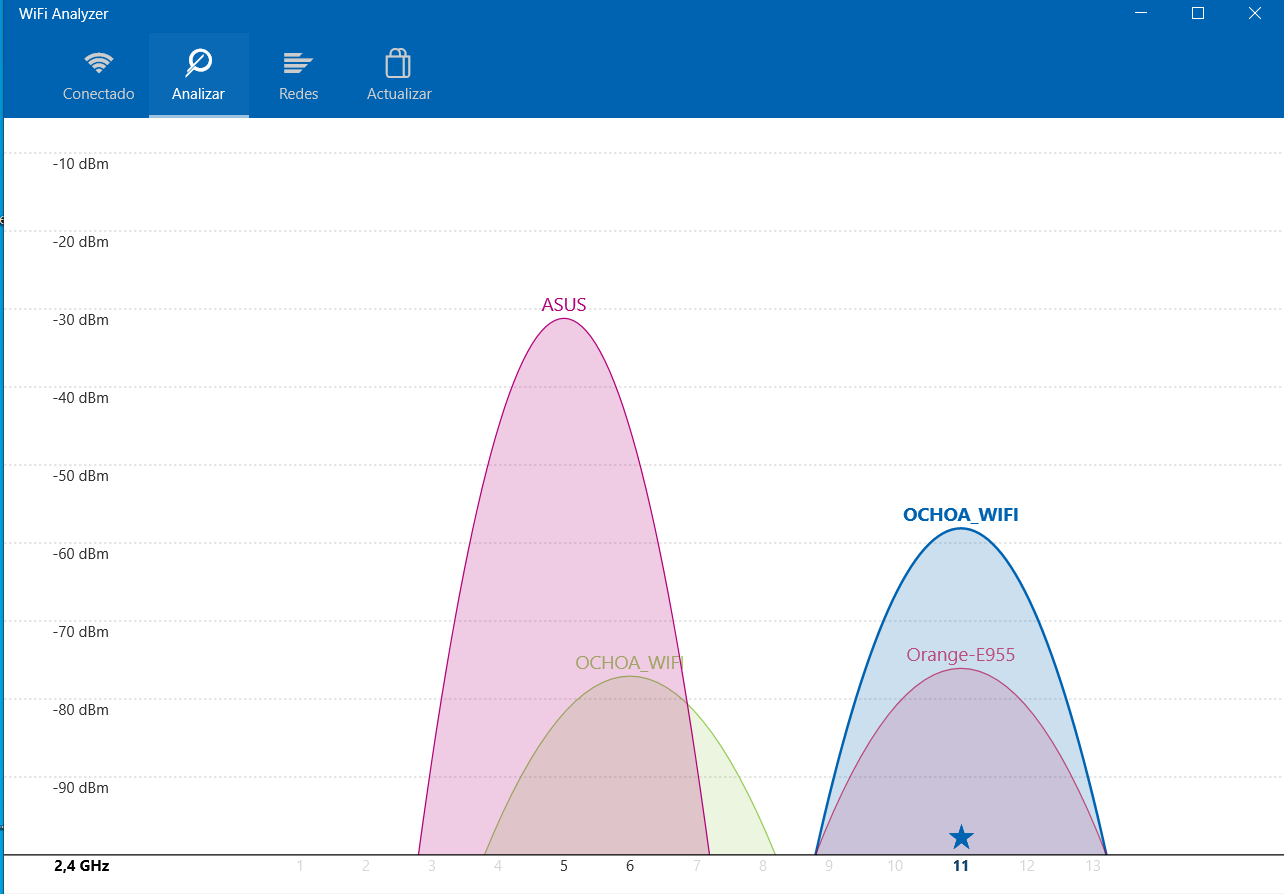 WiFi Analyzer
Conectado Analizar Redes Actualizar
-10 dBm
-20 dBm
ASUS
-30 dBm
-40 dBm
-50 dBm
OCHOA_WIFI
-60 dBm
-70 dBm
OCHOA_WIFI Orange-E955
-80 dBm
-90 dBm
2,4 GHz 1 2 3 4 5 6 7 8 9 10 11 12 13